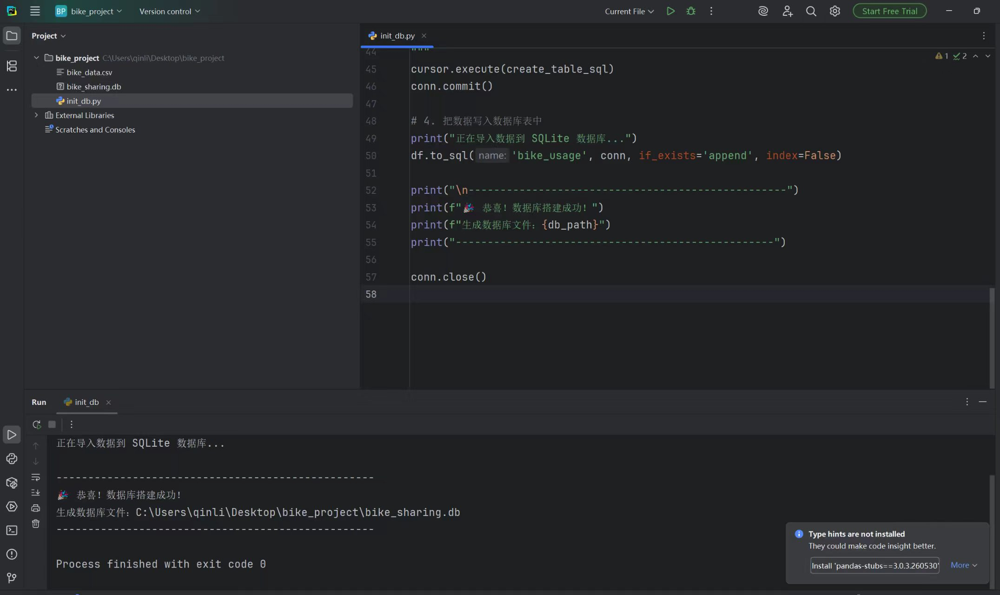 PC
BP bike_project
Version control
Current File
Start Free Trial
Project
bike_project C:\Users\qinli\Desktop\bike_project
bike_data.csv
bike_sharing.db
init_db.py
External Libraries
Scratches and Consoles
init_db.py
1 2
44 """
45 cursor.execute(create_table_sql)
46 conn.commit()
47
48 # 4. 把数据写入数据库表中
49 print("正在导入数据到 SQLite 数据库...")
50 df.to_sql( name: 'bike_usage', conn, if_exists='append', index=False)
51
52 print("\n--------------------------------------------------")
53 print(f"🎉 恭喜！数据库搭建成功！")
54 print(f"生成数据库文件：{db_path}")
55 print("--------------------------------------------------")
56
57 conn.close()
58
Run
init_db
正在导入数据到 SQLite 数据库...
--------------------------------------------------
🎉 恭喜！数据库搭建成功！
生成数据库文件：C:\Users\qinli\Desktop\bike_project\bike_sharing.db
--------------------------------------------------
Process finished with exit code 0
Type hints are not installed
They could make code insight better.
Install 'pandas-stubs==3.0.3.260530'
More